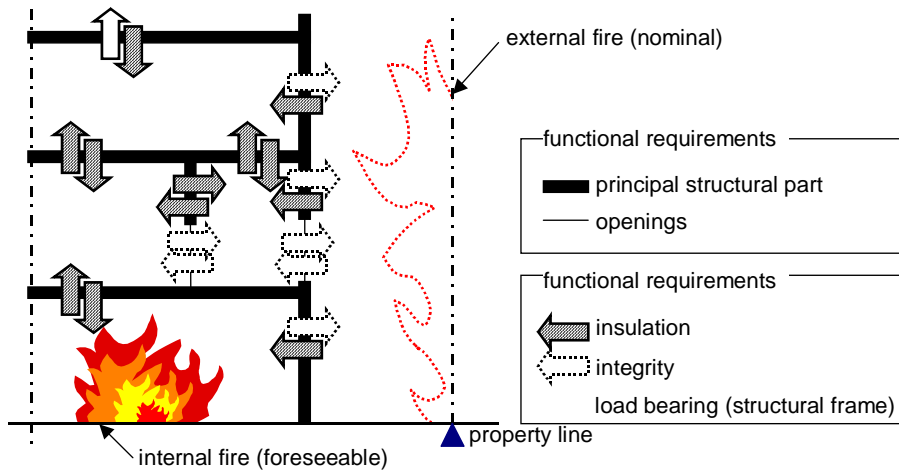 external fire (nominal)
functional requirements
principal structural part
openings
functional requirements
insulation
integrity
load bearing (structural frame)
property line
internal fire (foreseeable)